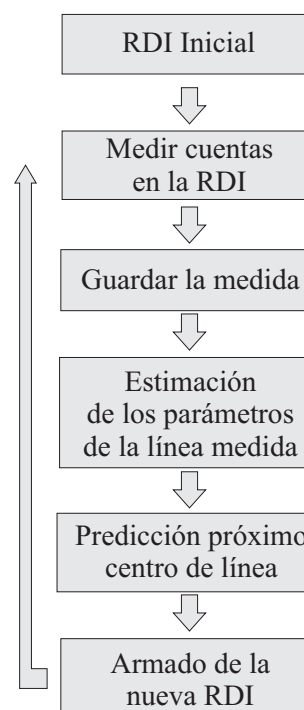 RDI Inicial
Medir cuentas
en la RDI
Guardar la medida
Estimación
de los parámetros
de la línea medida
Predicción próximo
centro de línea
Armado de la
nueva RDI